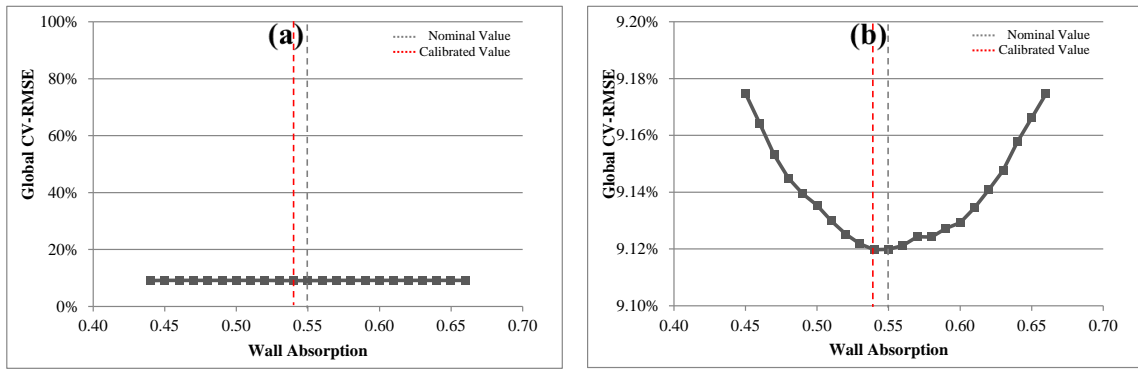 (a)
Nominal Value
Calibrated Value
Global CV-RMSE
100%
80%
60%
40%
20%
0%
0.40
0.45
0.50
0.55
0.60
0.65
0.70
Wall Absorption
(b)
Nominal Value
Calibrated Value
Global CV-RMSE
9.20%
9.18%
9.16%
9.14%
9.12%
9.10%
0.40
0.45
0.50
0.55
0.60
0.65
0.70
Wall Absorption